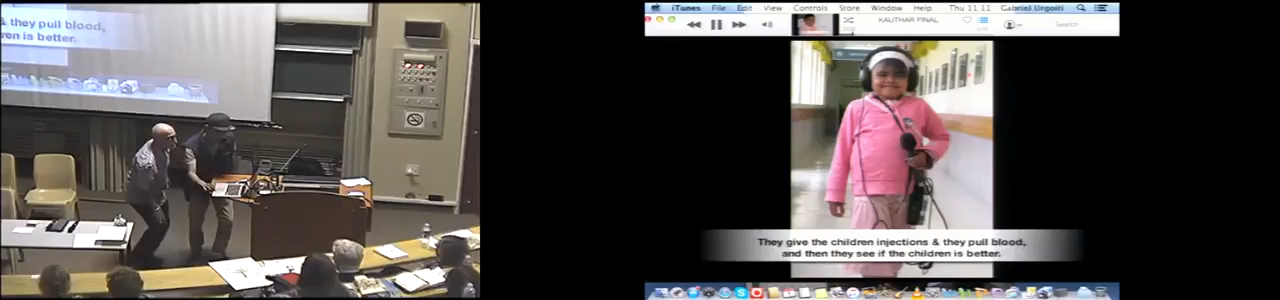 & they pull blood,
ren is better.
iTunes File Edit View Controls Store Window Help Thu 11 11 Gabriel Urgoiti
KAUTHAR FINAL
Search
They give the children injections & they pull blood,
and then they see if the children is better.